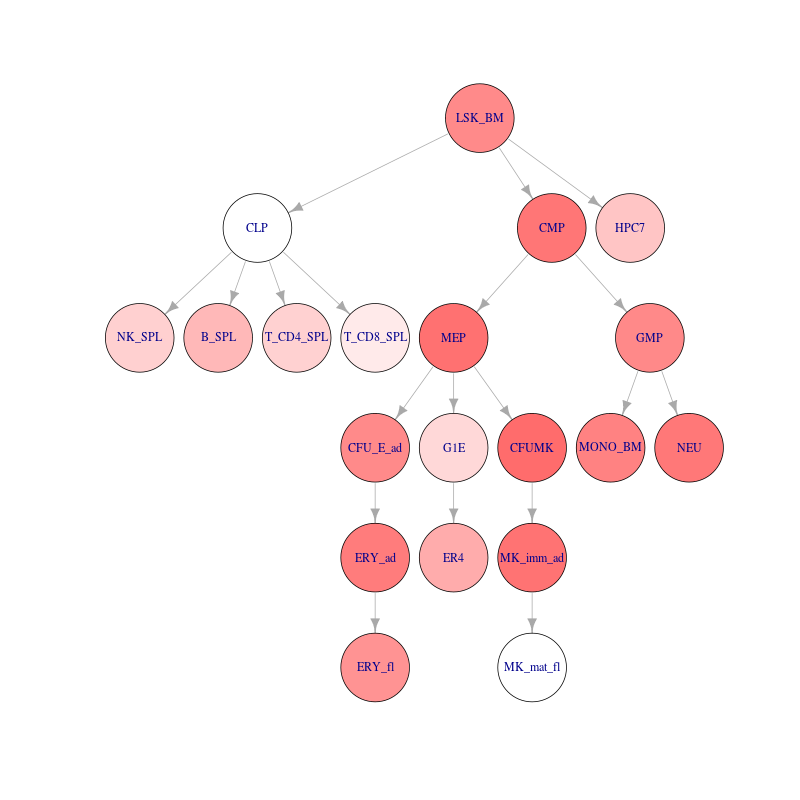 LSK_BM
CLP
CMP
HPC7
NK_SPL
B_SPL
T_CD4_SPL
T_CD8_SPL
MEP
GMP
CFU_E_ad
G1E
CFUMK
MONO_BM
NEU
ERY_ad
ER4
MK_imm_ad
ERY_fl
MK_mat_fl